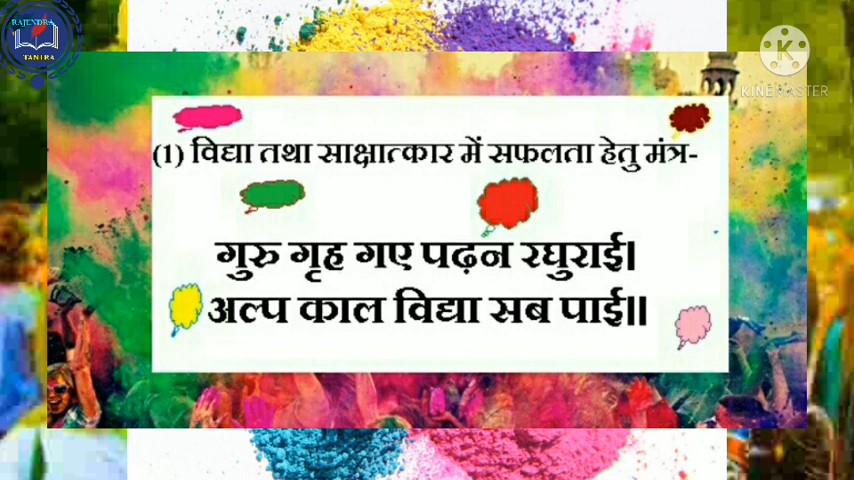 RAJENDRA
TANTRA
KINEMASTER
(1) विद्या तथा साक्षात्कार में सफलता हेतु मंत्र-
गुरु गृह गए पढ़न रघुराई।
अल्प काल विद्या सब पाई॥